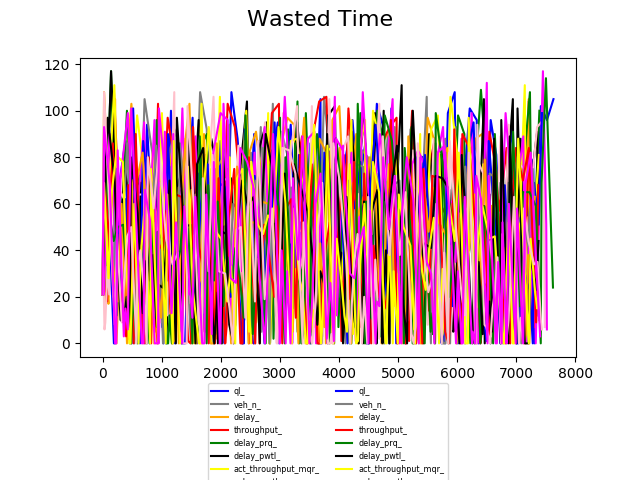 Wasted Time
120
100
80
60
40
20
0
0 1000 2000 3000 4000 5000 6000 7000 8000
ql_ ql_
veh_n_ veh_n_
delay_ delay_
throughput_ throughput_
delay_prq_ delay_prq_
delay_pwtl_ delay_pwtl_
act_throughput_mqr_ act_throughput_mqr_